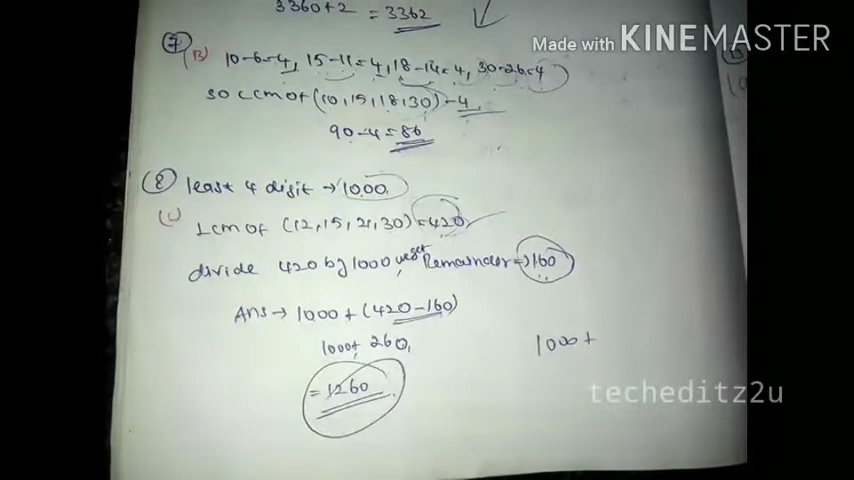 3360+2 = 3362
Made with KINEMASTER
7
(B) 10-6=4, 15-11=4, 18-14=4, 30-26=4
so LCM of (10,15,18,30) -4
90-4=86
8 least 4 digit → 1000
(C) Lcm of (12,15,21,30) =420
divide 420 by 1000 we get Remainder => 160
Ans → 1000 + (420-160)
1000+ 260
1000+
=1260
techeditz2u